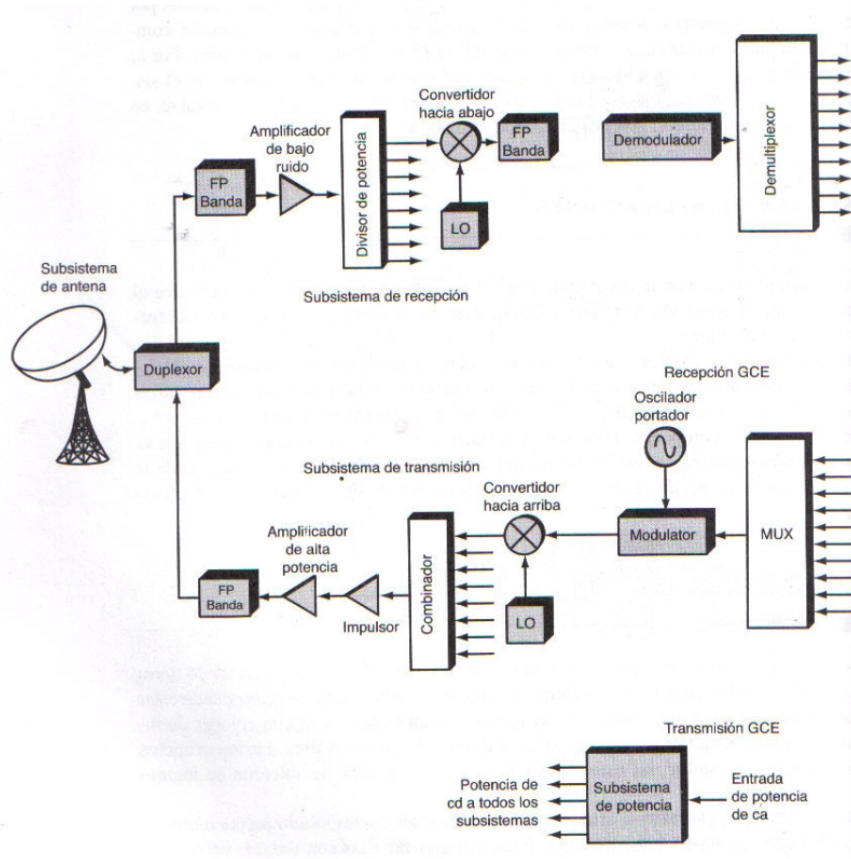 Convertidor
hacia abajo
Amplificador
de bajo
ruido
FP
Banda
Divisor de potencia
FP
Banda
LO
Demodulador
Demultiplexor
Subsistema
de antena
Subsistema de recepción
Duplexor
Recepción GCE
Oscilador
portador
Subsistema de transmisión
Convertidor
hacia arriba
Modulator
MUX
Amplificador
de alta
potencia
FP
Banda
Impulsor
Combinador
LO
Transmisión GCE
Potencia de
cd a todos los
subsistemas
Subsistema
de potencia
Entrada
de potencia
de ca